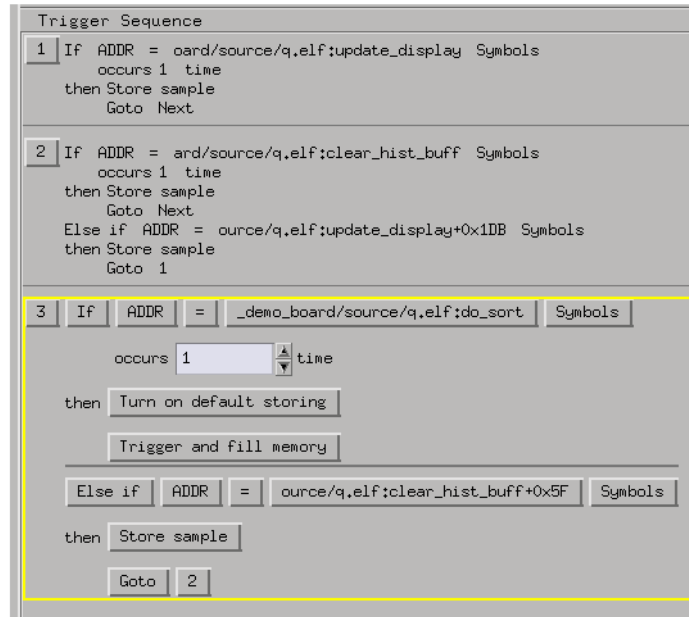 Trigger Sequence
1 If ADDR = oard/source/q.elf:update_display Symbols
occurs 1 time
then Store sample
Goto Next
2 If ADDR = ard/source/q.elf:clear_hist_buff Symbols
occurs 1 time
then Store sample
Goto Next
Else if ADDR = ource/q.elf:update_display+0x1DB Symbols
then Store sample
Goto 1
3 If ADDR = _demo_board/source/q.elf:do_sort Symbols
occurs 1 time
then Turn on default storing
Trigger and fill memory
Else if ADDR = ource/q.elf:clear_hist_buff+0x5F Symbols
then Store sample
Goto 2